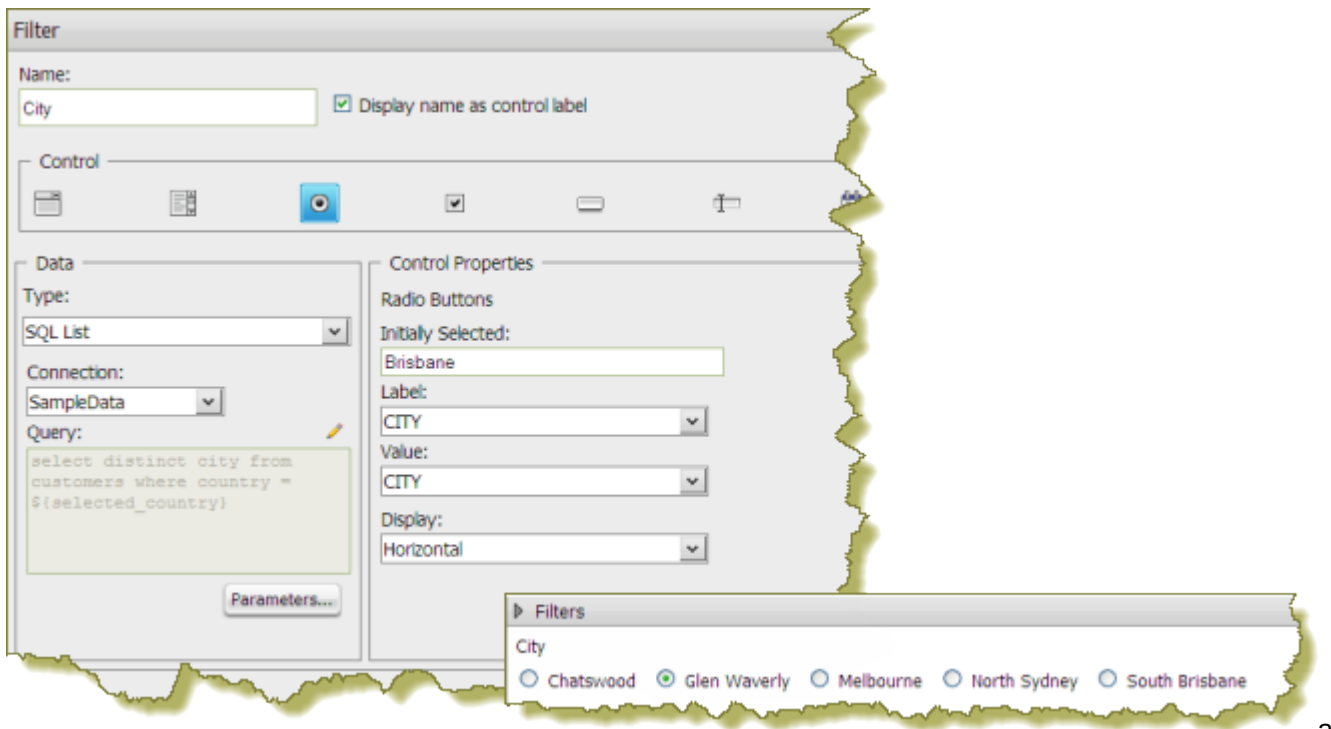 Filter
Name:
City
Display name as control label
Control
Data
Type:
SQL List
Connection:
SampleData
Query:
select distinct city from
customers where country =
${selected_country}
Parameters...
Control Properties
Radio Buttons
Initially Selected:
Brisbane
Label:
CITY
Value:
CITY
Display:
Horizontal
Filters
City
Chatswood Glen Waverly Melbourne North Sydney South Brisbane